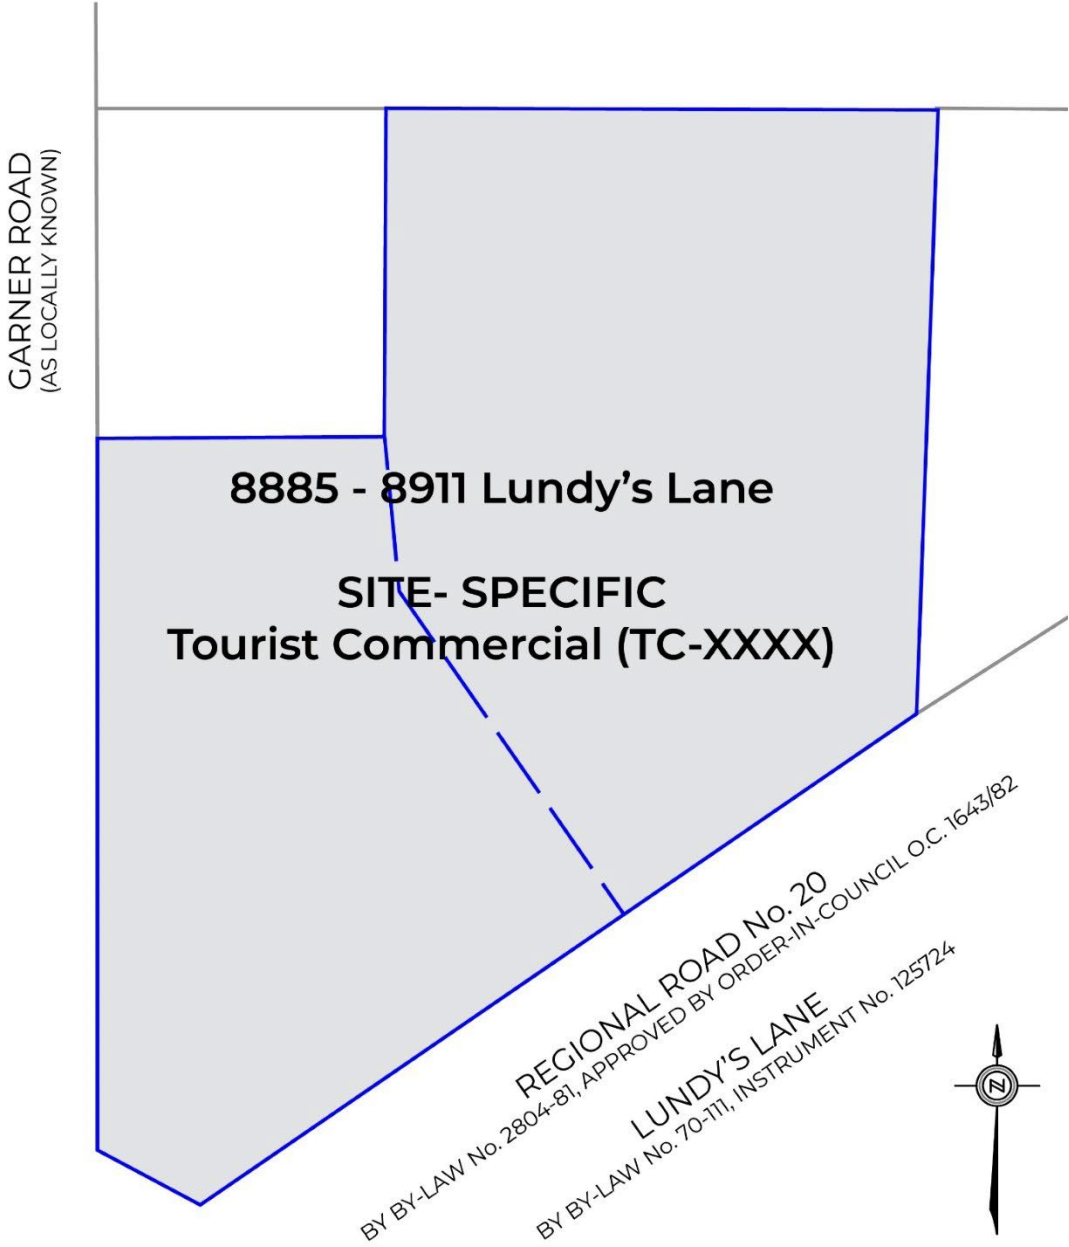 GARNER ROAD
(AS LOCALLY KNOWN)
8885 - 8911 Lundy’s Lane
SITE- SPECIFIC
Tourist Commercial (TC-XXXX)
REGIONAL ROAD No. 20
BY BY-LAW No. 2804-81, APPROVED BY ORDER-IN-COUNCIL O.C. 1643/82
LUNDY'S LANE
BY BY-LAW No. 70-111, INSTRUMENT No. 125724
N